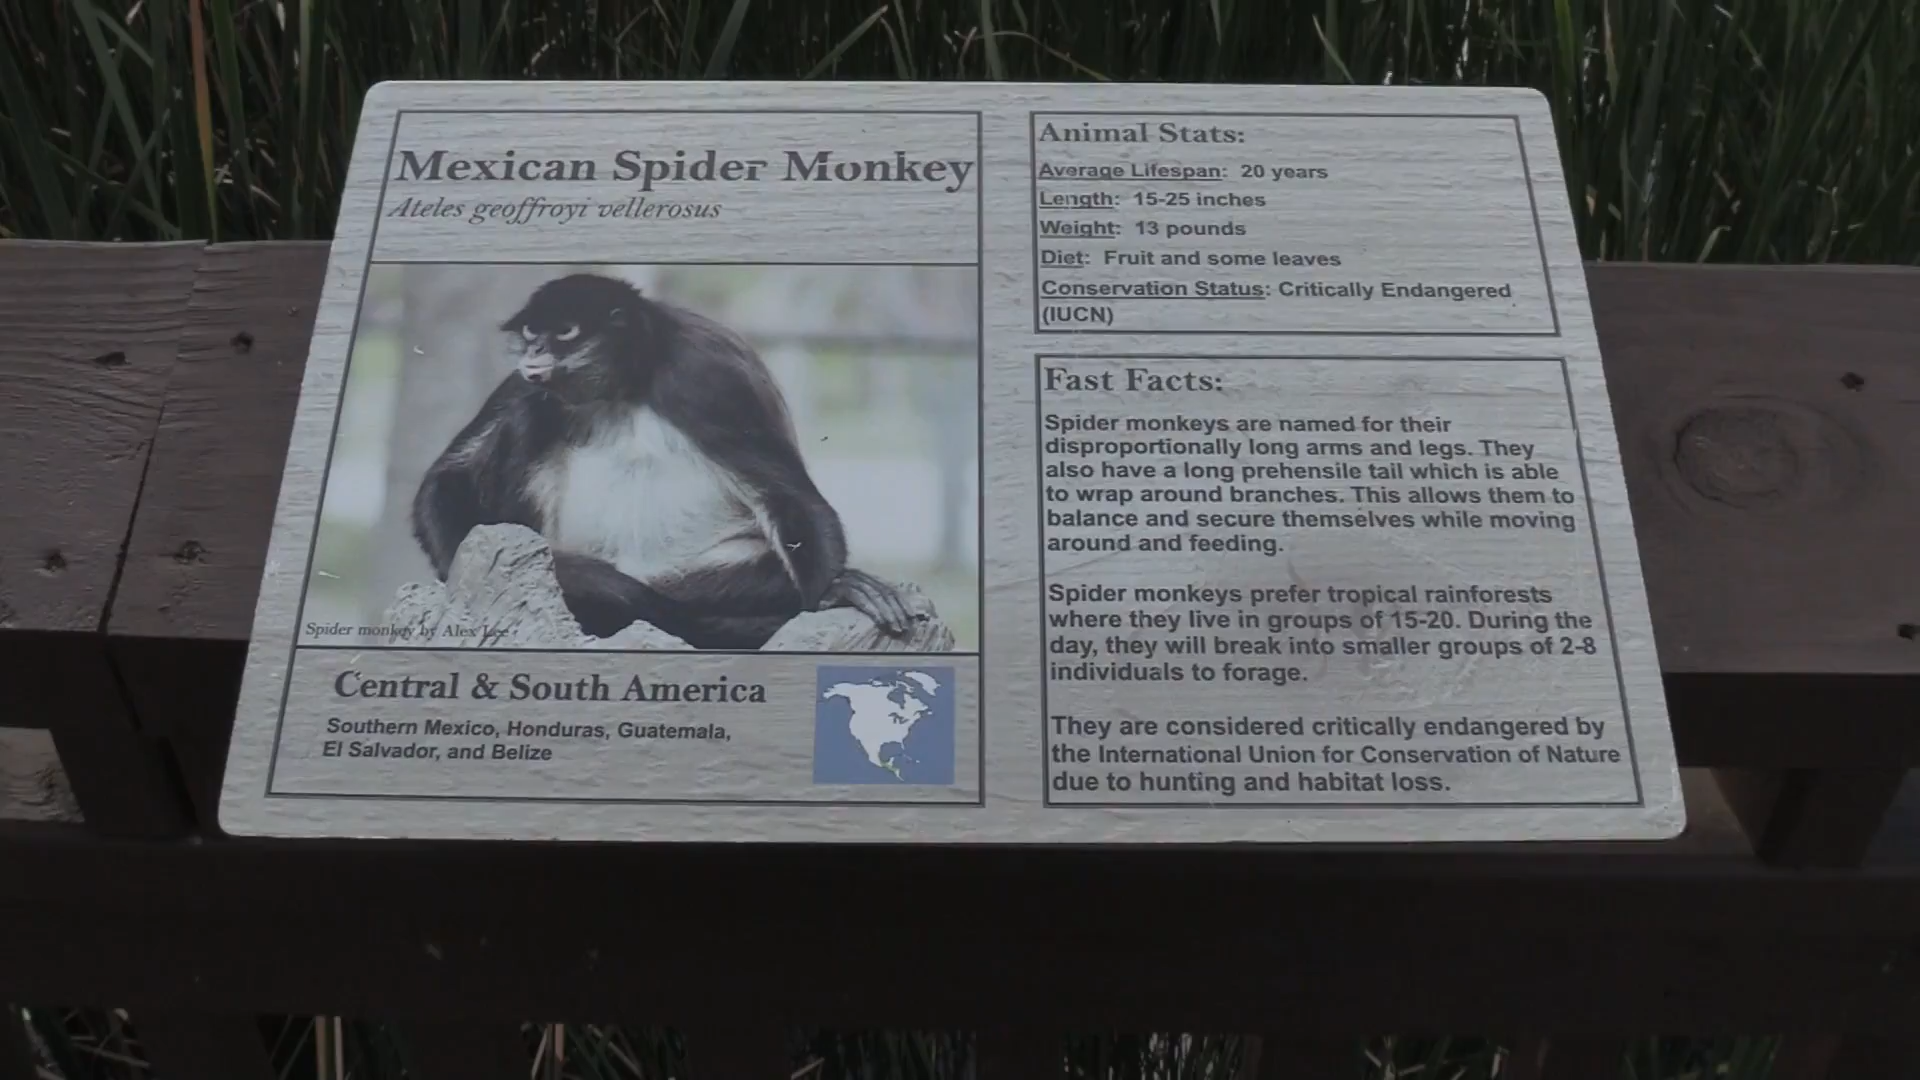 Mexican Spider Monkey
Ateles geoffroyi vellerosus
Spider monkey by Alex Lee
Central & South America
Southern Mexico, Honduras, Guatemala,
El Salvador, and Belize
Animal Stats:
Average Lifespan: 20 years
Length: 15-25 inches
Weight: 13 pounds
Diet: Fruit and some leaves
Conservation Status: Critically Endangered
(IUCN)
Fast Facts:
Spider monkeys are named for their
disproportionally long arms and legs. They
also have a long prehensile tail which is able
to wrap around branches. This allows them to
balance and secure themselves while moving
around and feeding.
Spider monkeys prefer tropical rainforests
where they live in groups of 15-20. During the
day, they will break into smaller groups of 2-8
individuals to forage.
They are considered critically endangered by
the International Union for Conservation of Nature
due to hunting and habitat loss.